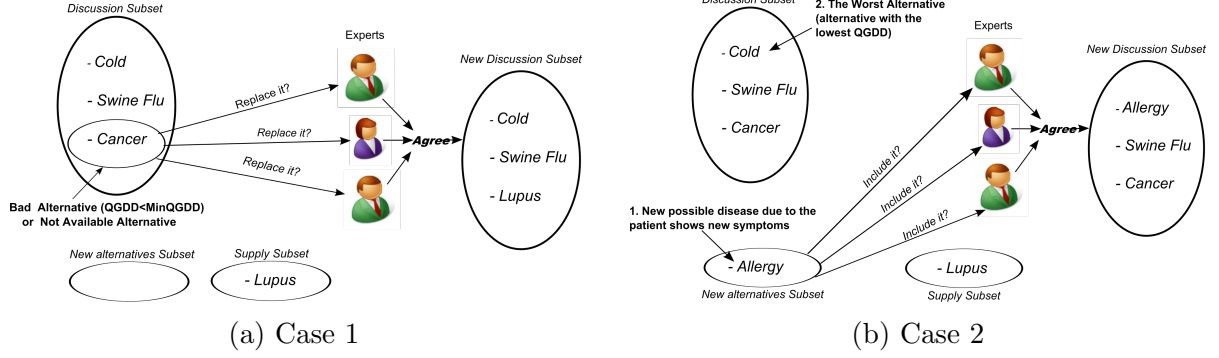 Discussion Subset
- Cold
- Swine Flu
- Cancer
Replace it?
Replace it?
Replace it?
Experts
Agree
New Discussion Subset
- Cold
- Swine Flu
- Lupus
Bad Alternative (QGDD<MinQGDD)
or Not Available Alternative
New alternatives Subset
Supply Subset
- Lupus
(a) Case 1
Discussion Subset
- Cold
- Swine Flu
- Cancer
2. The Worst Alternative
(alternative with the
lowest QGDD)
Experts
Include it?
Include it?
Include it?
Agree
New Discussion Subset
- Allergy
- Swine Flu
- Cancer
1. New possible disease due to the
patient shows new symptoms
- Allergy
New alternatives Subset
- Lupus
Supply Subset
(b) Case 2